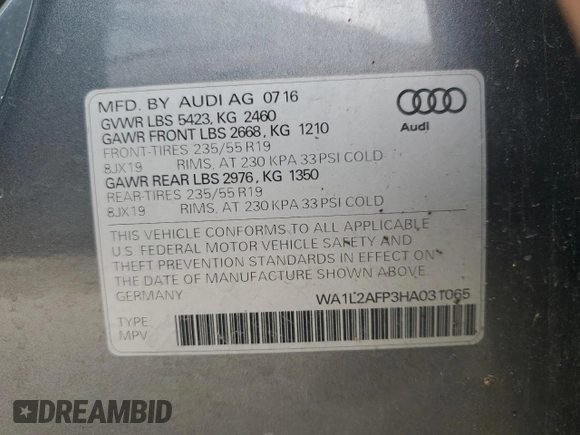 MFD. BY AUDI AG 07 16
GVWR LBS 5423, KG 2460
GAWR FRONT LBS 2668, KG 1210
FRONT-TIRES 235/55 R19
8JX19 RIMS, AT 230 KPA 33 PSI COLD
GAWR REAR LBS 2976, KG 1350
REAR-TIRES 235/55 R19
8JX19 RIMS, AT 230 KPA 33 PSI COLD
Audi
THIS VEHICLE CONFORMS TO ALL APPLICABLE
U.S. FEDERAL MOTOR VEHICLE SAFETY AND
THEFT PREVENTION STANDARDS IN EFFECT ON
THE DATE OF MANUFACTURE SHOWN ABOVE.
GERMANY WA1L2AFP3HA031065
TYPE
MPV
DREAMBID